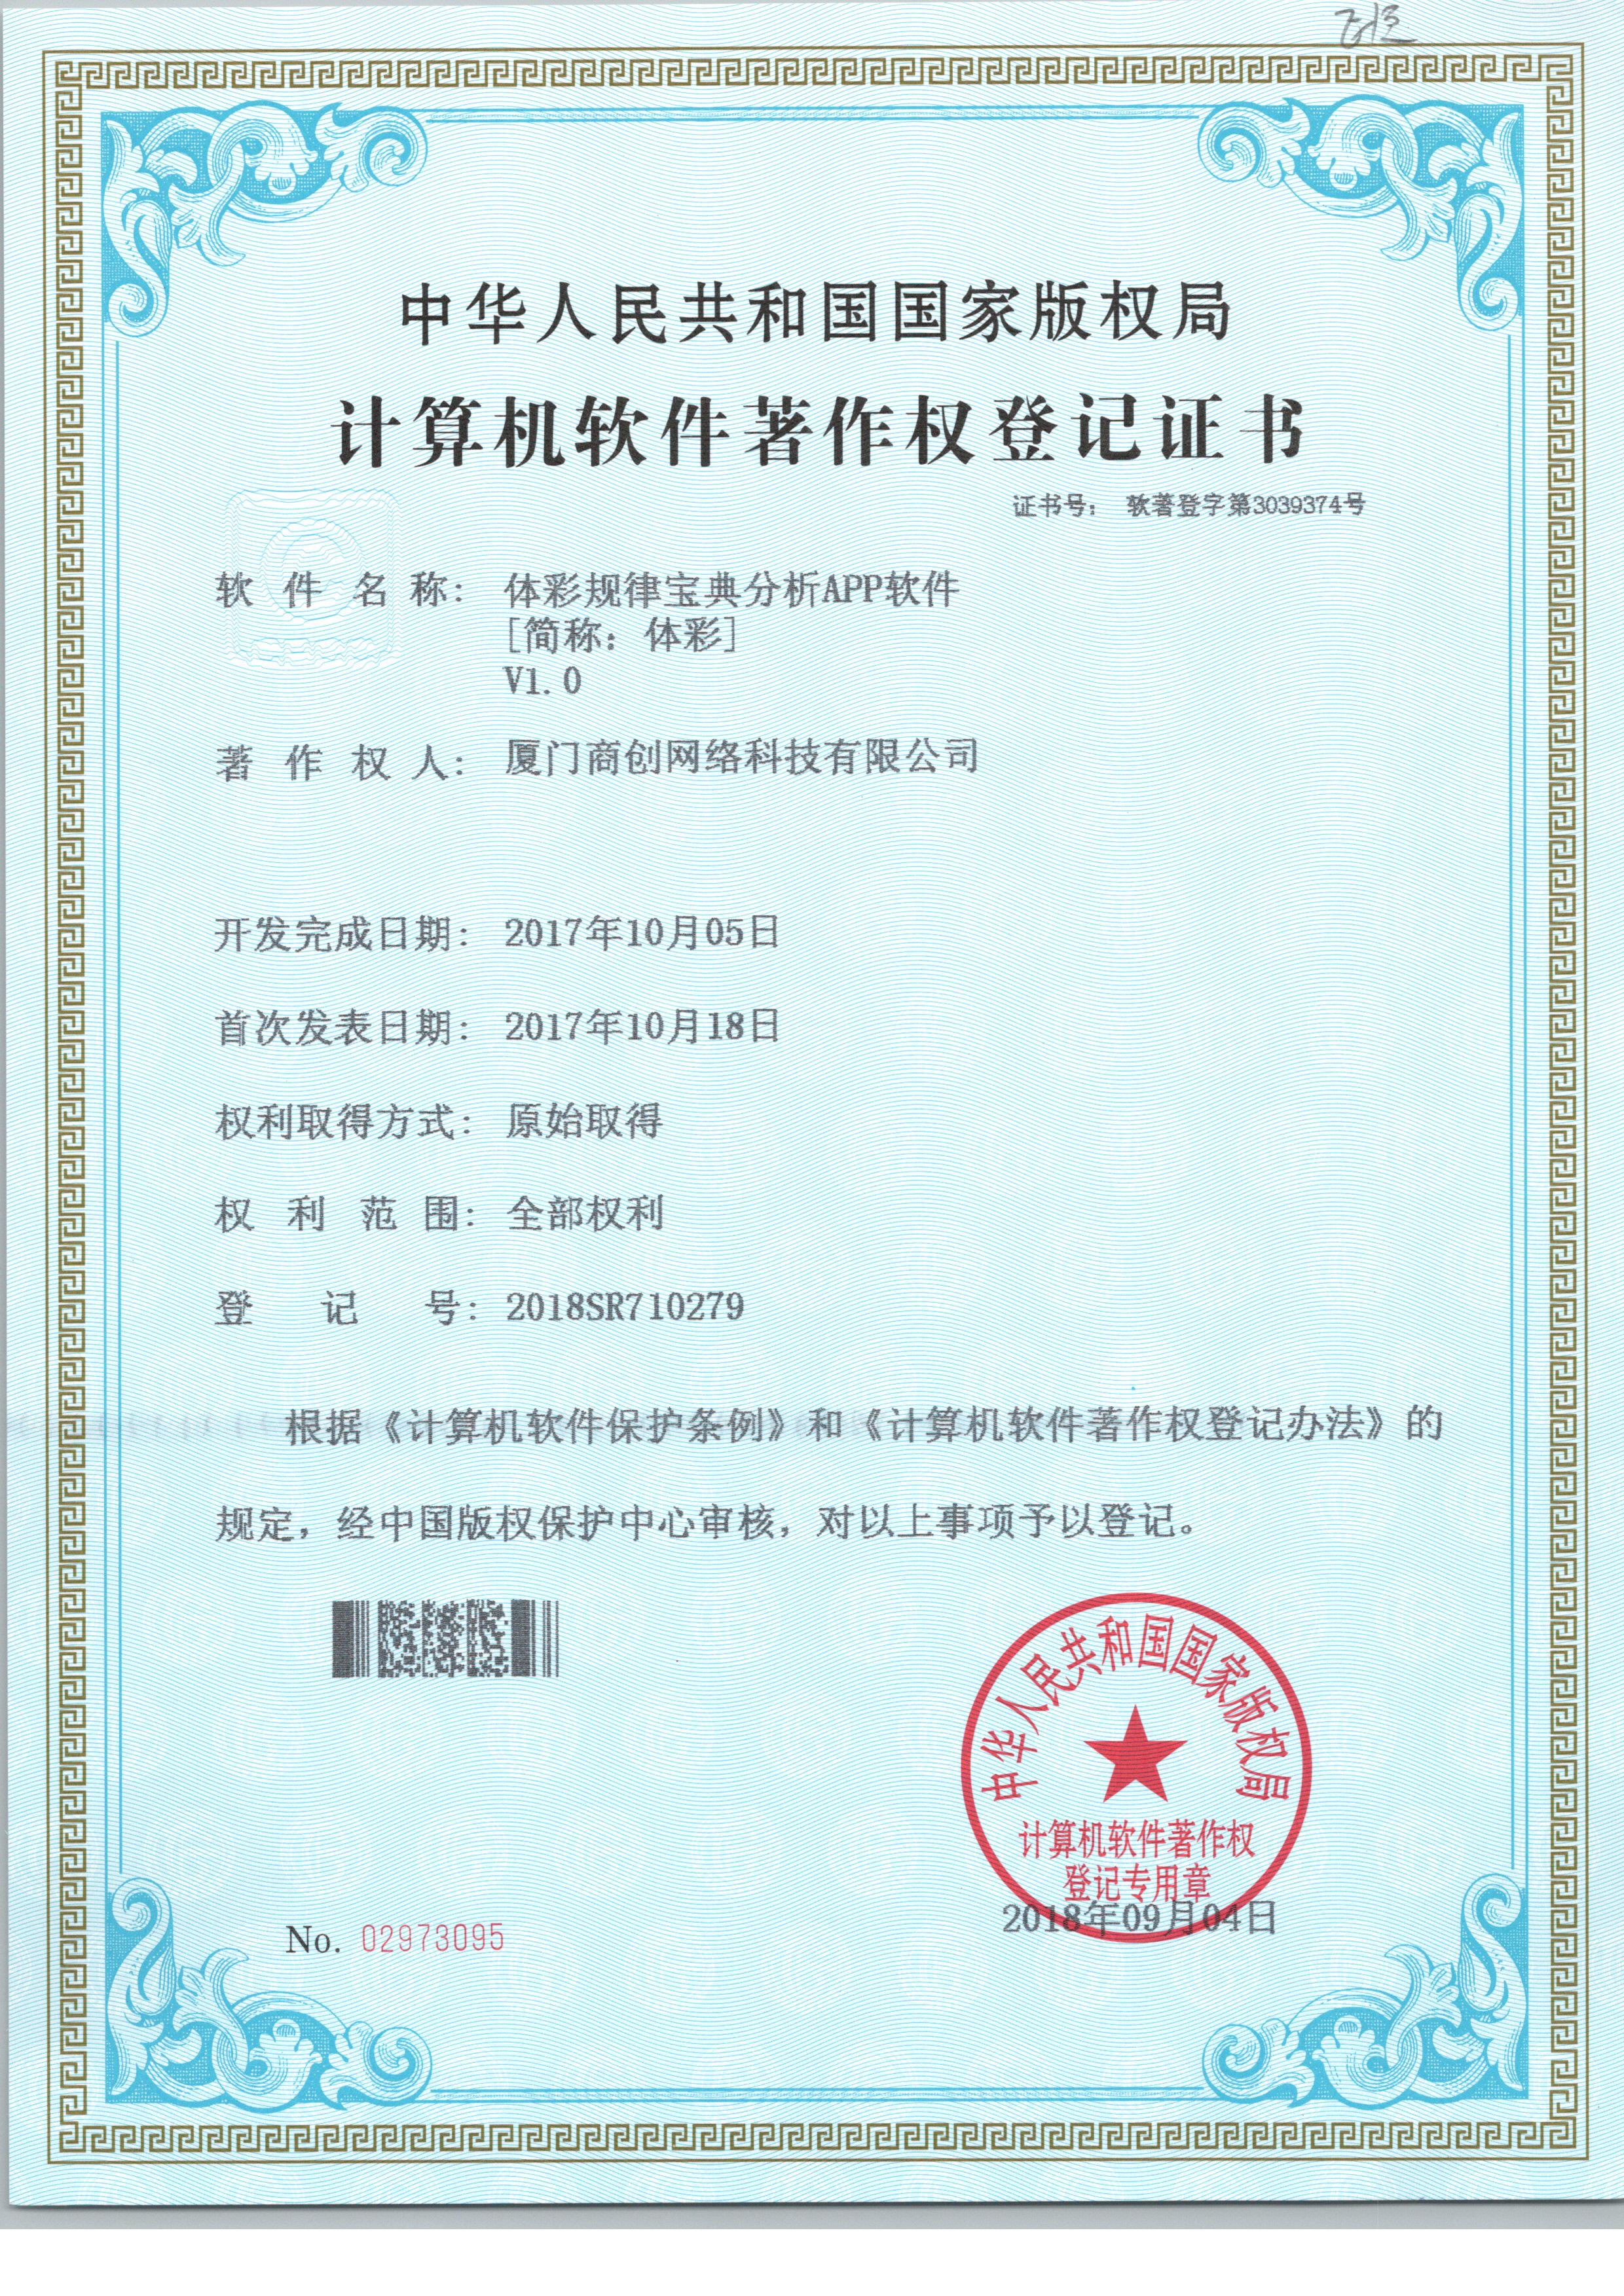 中华人民共和国国家版权局
计算机软件著作权登记证书
证书号： 软著登字第3039374号
软件名称： 体彩规律宝典分析APP软件
[简称：体彩]
V1.0
著作权人： 厦门商创网络科技有限公司
开发完成日期： 2017年10月05日
首次发表日期： 2017年10月18日
权利取得方式： 原始取得
权利范围： 全部权利
登记号： 2018SR710279
根据《计算机软件保护条例》和《计算机软件著作权登记办法》的
规定，经中国版权保护中心审核，对以上事项予以登记。
中华人民共和国国家版权局
计算机软件著作权
登记专用章
2018年09月04日
No. 02973095